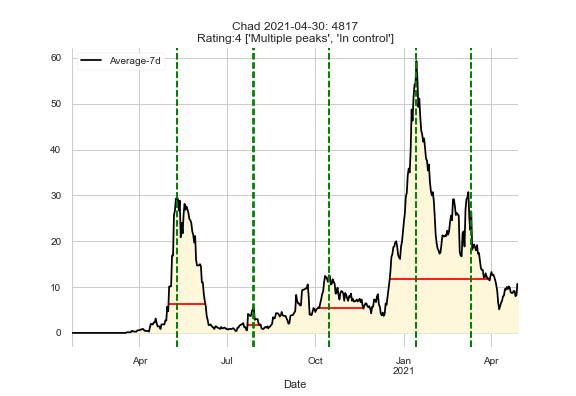 Chad 2021-04-30: 4817
Rating:4 ['Multiple peaks', 'In control']
Average-7d
60
50
40
30
20
10
0
Apr
Jul
Oct
Jan
2021
Apr
Date